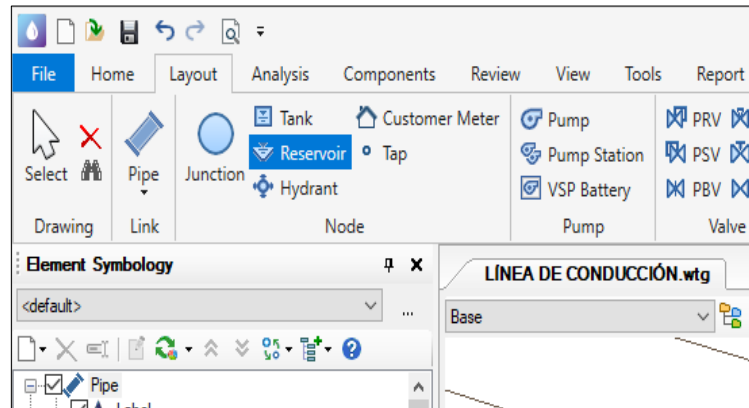 File Home Layout Analysis Components Review View Tools Report
Tank Customer Meter Pump PRV
Select Pipe Junction Reservoir Tap Pump Station PSV
Hydrant VSP Battery PBV
Drawing Link Node Pump Valve
Element Symbology
LÍNEA DE CONDUCCIÓN.wtg
<default> ...
Base
Pipe
Label